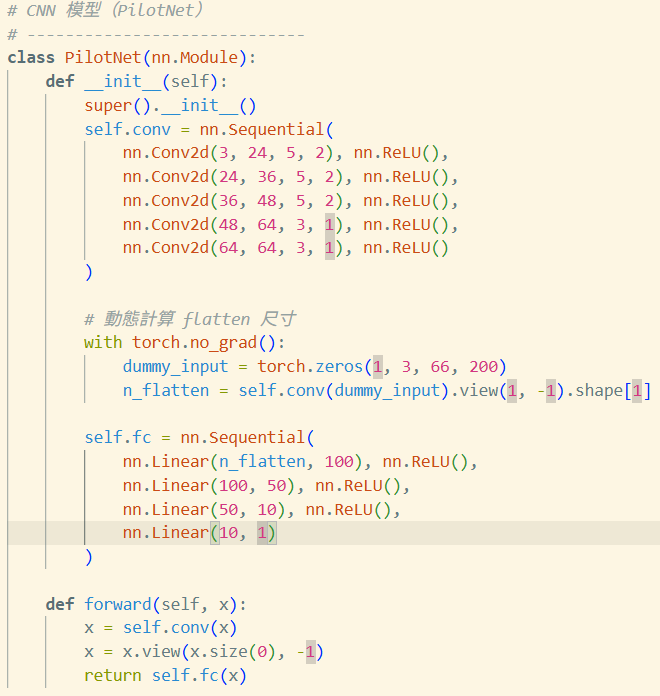 # CNN 模型（PilotNet）
# -----------------------------
class PilotNet(nn.Module):
    def __init__(self):
        super().__init__()
        self.conv = nn.Sequential(
            nn.Conv2d(3, 24, 5, 2), nn.ReLU(),
            nn.Conv2d(24, 36, 5, 2), nn.ReLU(),
            nn.Conv2d(36, 48, 5, 2), nn.ReLU(),
            nn.Conv2d(48, 64, 3, 1), nn.ReLU(),
            nn.Conv2d(64, 64, 3, 1), nn.ReLU()
        )
        # 動態計算 flatten 尺寸
        with torch.no_grad():
            dummy_input = torch.zeros(1, 3, 66, 200)
            n_flatten = self.conv(dummy_input).view(1, -1).shape[1]
        self.fc = nn.Sequential(
            nn.Linear(n_flatten, 100), nn.ReLU(),
            nn.Linear(100, 50), nn.ReLU(),
            nn.Linear(50, 10), nn.ReLU(),
            nn.Linear(10, 1)
        )
    def forward(self, x):
        x = self.conv(x)
        x = x.view(x.size(0), -1)
        return self.fc(x)